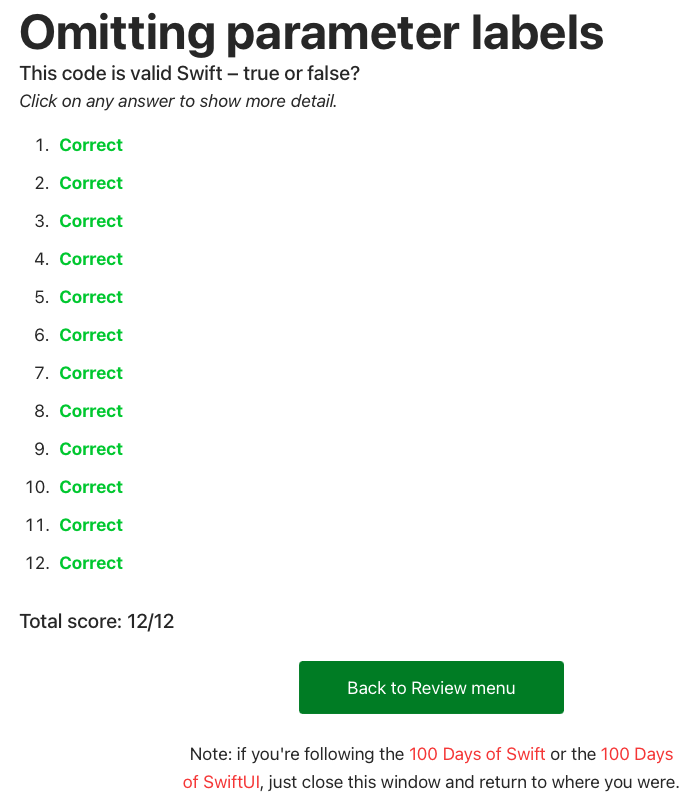 Omitting parameter labels
This code is valid Swift – true or false?
Click on any answer to show more detail.
1. Correct
2. Correct
3. Correct
4. Correct
5. Correct
6. Correct
7. Correct
8. Correct
9. Correct
10. Correct
11. Correct
12. Correct
Total score: 12/12
Back to Review menu
Note: if you're following the 100 Days of Swift or the 100 Days
of SwiftUI, just close this window and return to where you were.